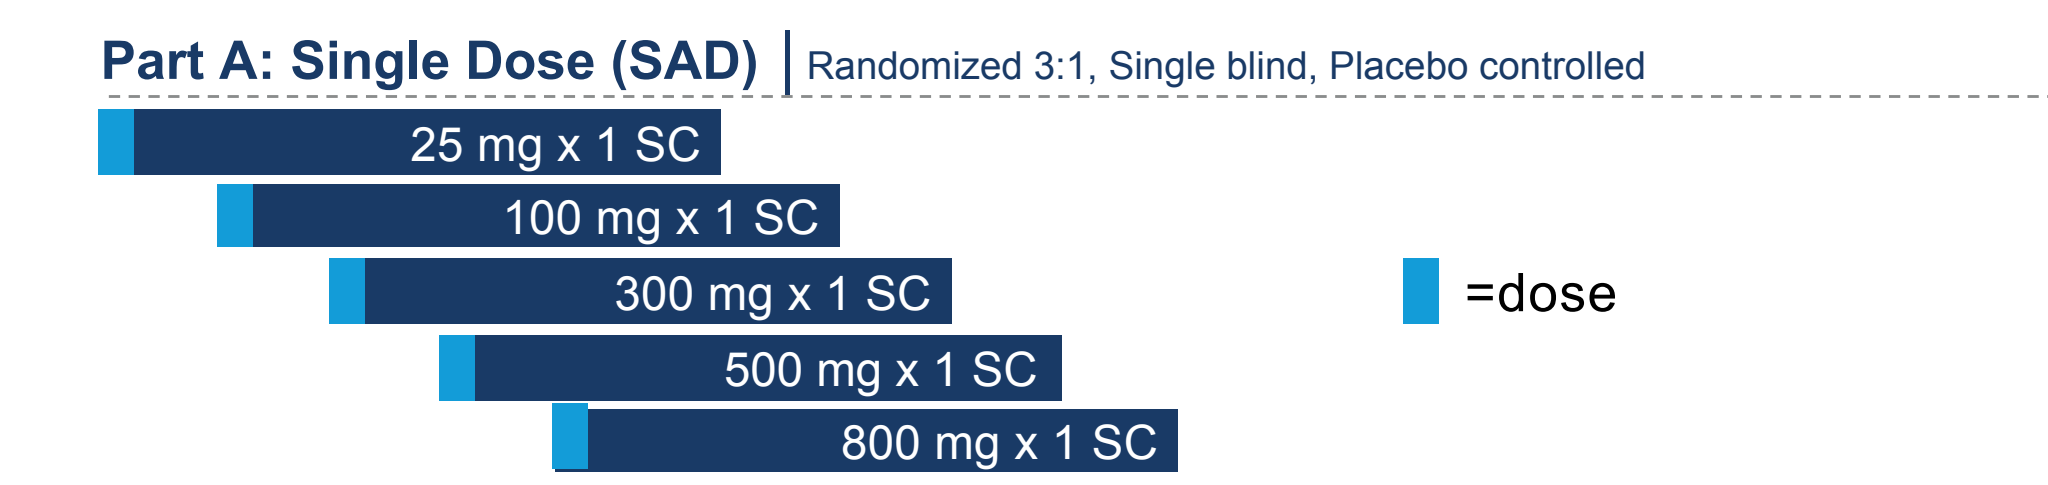 Part A: Single Dose (SAD) Randomized 3:1, Single blind, Placebo controlled
25 mg x 1 SC
100 mg x 1 SC
300 mg x 1 SC
=dose
500 mg x 1 SC
800 mg x 1 SC